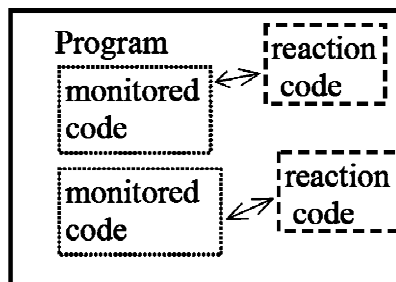 Program
reaction
code
monitored
code
monitored
code
reaction
code